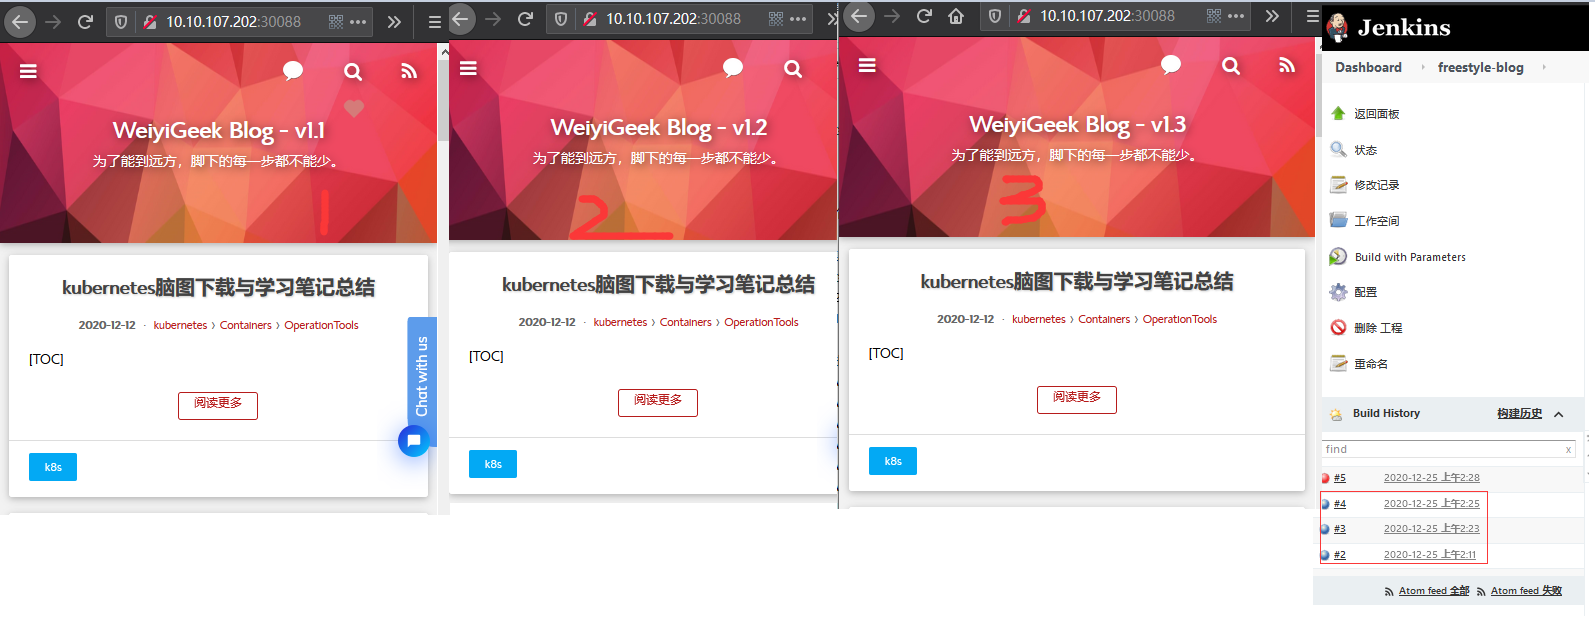 10.10.107.202:30088
WeiyiGeek Blog - v1.1
为了能到远方，脚下的每一步都不能少。
1
kubernetes脑图下载与学习笔记总结
2020-12-12 · kubernetes › Containers › OperationTools
[TOC]
阅读更多
k8s
Chat with us
10.10.107.202:30088
WeiyiGeek Blog - v1.2
为了能到远方，脚下的每一步都不能少。
2
kubernetes脑图下载与学习笔记总结
2020-12-12 · kubernetes › Containers › OperationTools
[TOC]
阅读更多
k8s
10.10.107.202:30088
WeiyiGeek Blog - v1.3
为了能到远方，脚下的每一步都不能少。
3
kubernetes脑图下载与学习笔记总结
2020-12-12 · kubernetes › Containers › OperationTools
[TOC]
阅读更多
k8s
Jenkins
Dashboard freestyle-blog
返回面板
状态
修改记录
工作空间
Build with Parameters
配置
删除 工程
重命名
Build History 构建历史
find x
#5 2020-12-25 上午2:28
#4 2020-12-25 上午2:25
#3 2020-12-25 上午2:23
#2 2020-12-25 上午2:11
Atom feed 全部 Atom feed 失败